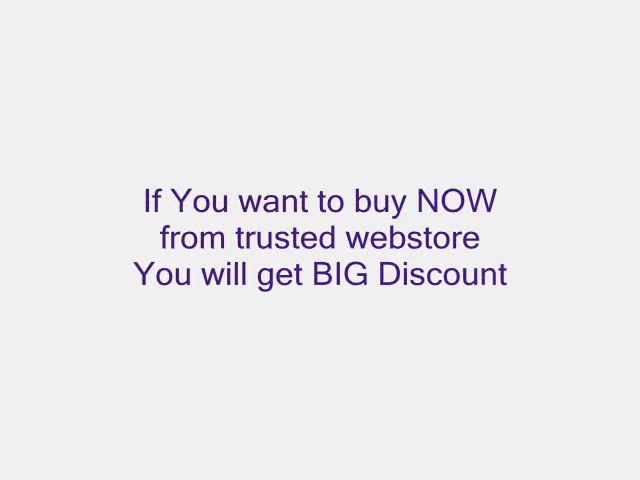 If You want to buy NOW
from trusted webstore
You will get BIG Discount